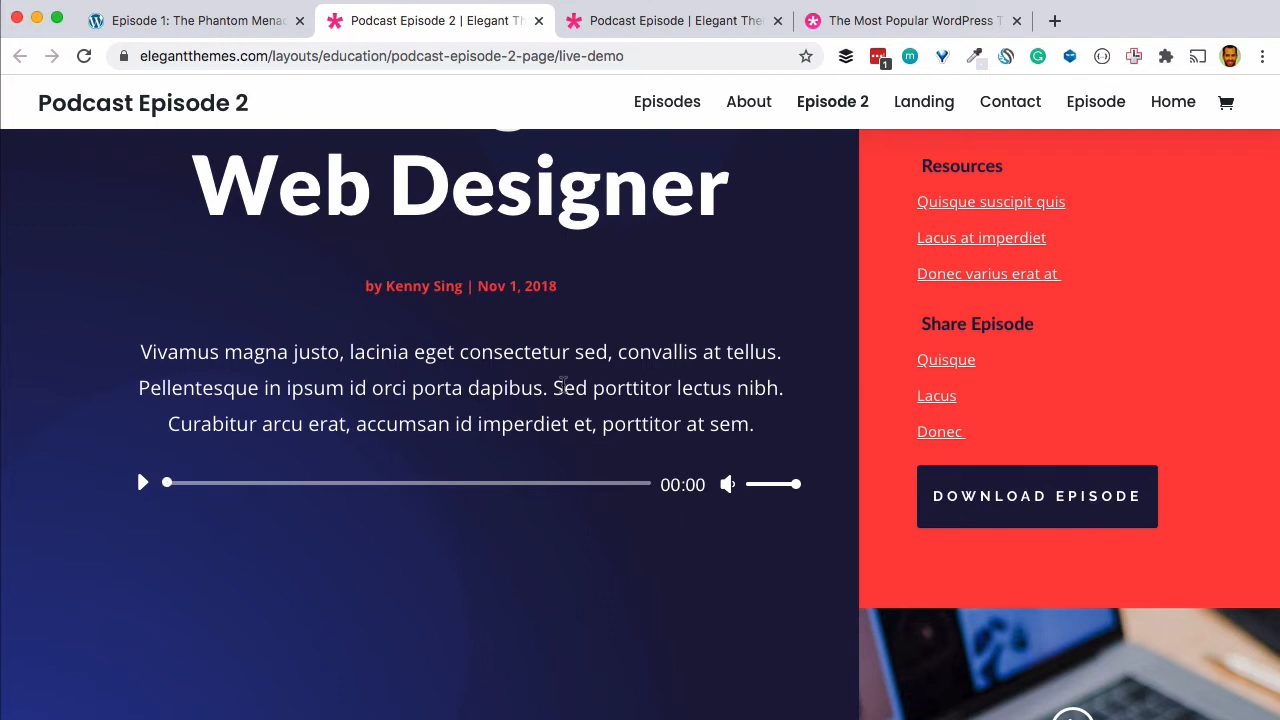 Episode 1: The Phantom Menac
Podcast Episode 2 | Elegant Th
Podcast Episode | Elegant The
The Most Popular WordPress T
elegantthemes.com/layouts/education/podcast-episode-2-page/live-demo
1
m
Podcast Episode 2
Episodes
About
Episode 2
Landing
Contact
Episode
Home
Web Designer
by Kenny Sing | Nov 1, 2018
Vivamus magna justo, lacinia eget consectetur sed, convallis at tellus.
Pellentesque in ipsum id orci porta dapibus. Sed porttitor lectus nibh.
Curabitur arcu erat, accumsan id imperdiet et, porttitor at sem.
00:00
Resources
Quisque suscipit quis
Lacus at imperdiet
Donec varius erat at
Share Episode
Quisque
Lacus
Donec
DOWNLOAD EPISODE